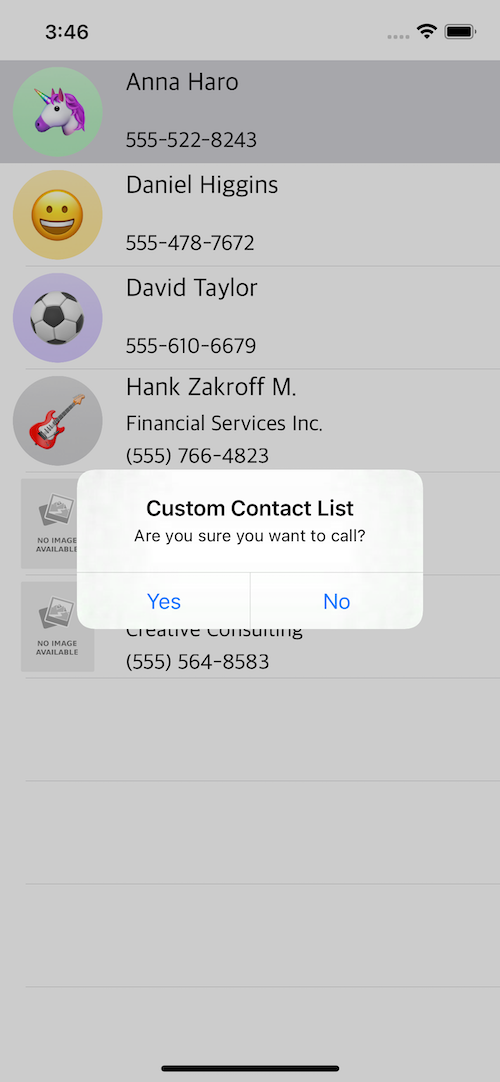 3:46
Anna Haro
555-522-8243
Daniel Higgins
555-478-7672
David Taylor
555-610-6679
Hank Zakroff M.
Financial Services Inc.
(555) 766-4823
NO IMAGE
AVAILABLE
Custom Contact List
Are you sure you want to call?
Yes
No
Creative Consulting
NO IMAGE
AVAILABLE
(555) 564-8583